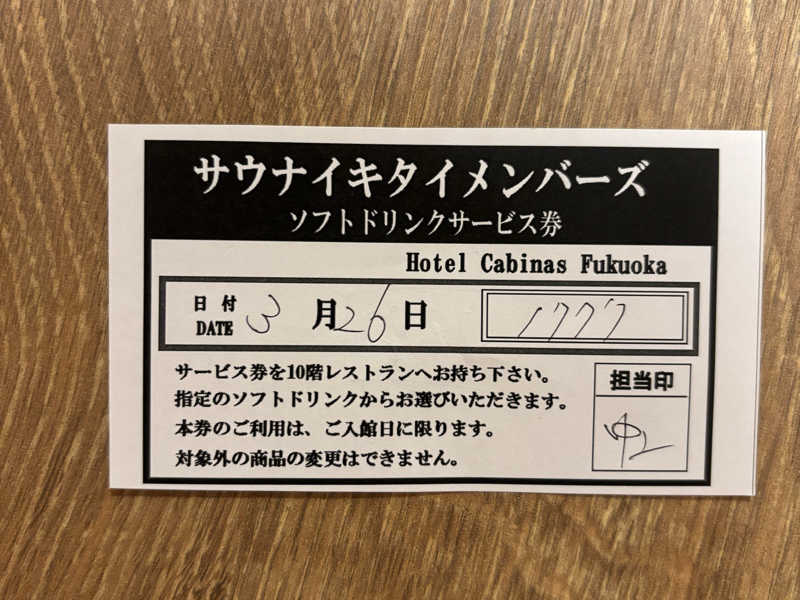 サウナイキタイメンバーズ
ソフトドリンクサービス券
Hotel Cabinas Fukuoka
日付 3月26日
DATE
1777
サービス券を10階レストランへお持ち下さい。
指定のソフトドリンクからお選びいただきます。
本券のご利用は、ご入館日に限ります。
対象外の商品の変更はできません。
担当印